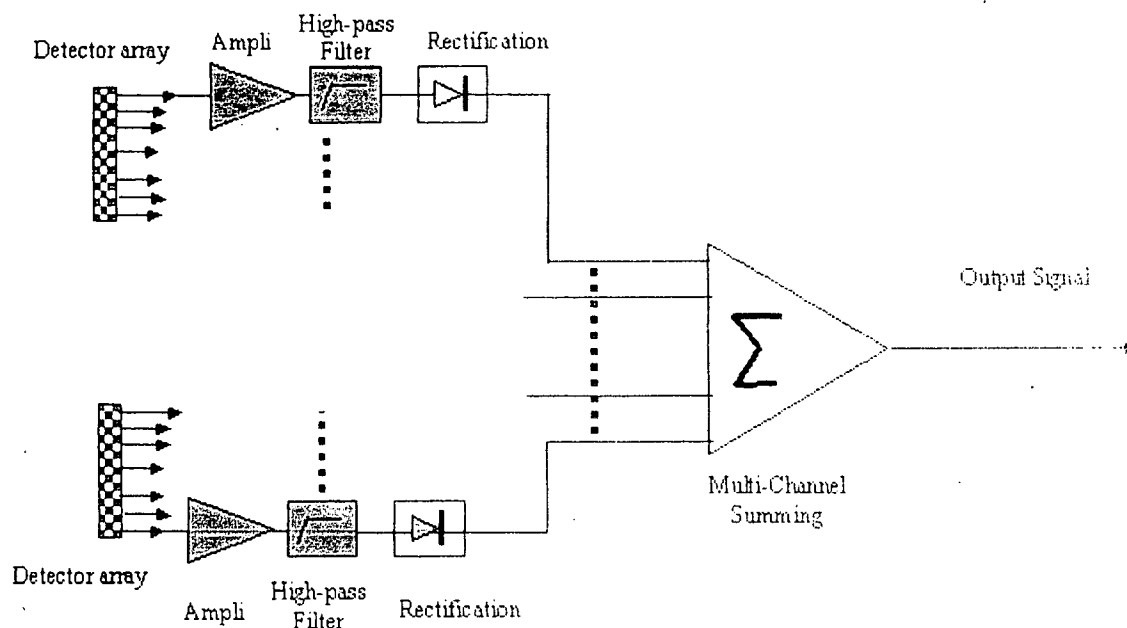 High-pass
Filter
Ampli
Rectification
Detector array
Output Signal
Σ
Multi-Channel
Summing
Detector array
Ampli
High-pass
Filter
Rectification